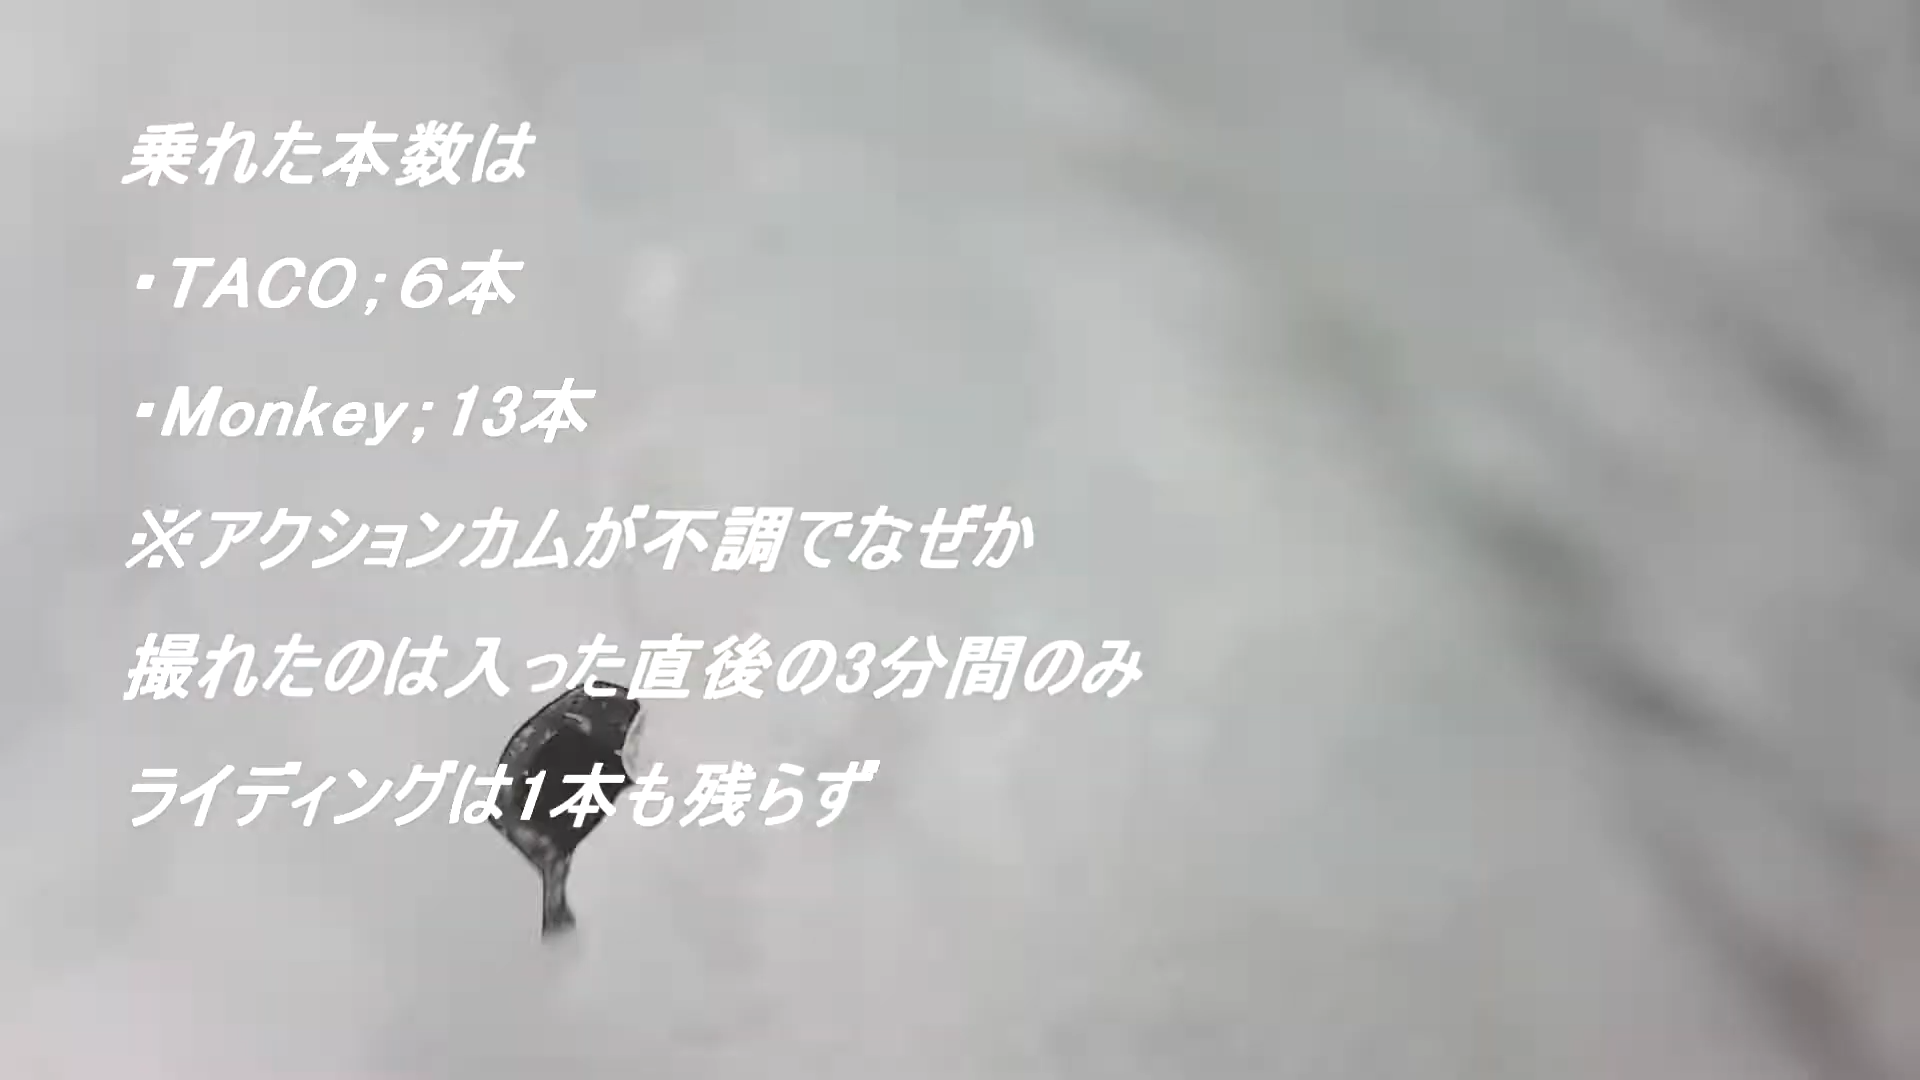 乗れた本数は
・TACO;6本
・Monkey;13本
※アクションカムが不調でなぜか
撮れたのは入った直後の3分間のみ
ライディングは1本も残らず